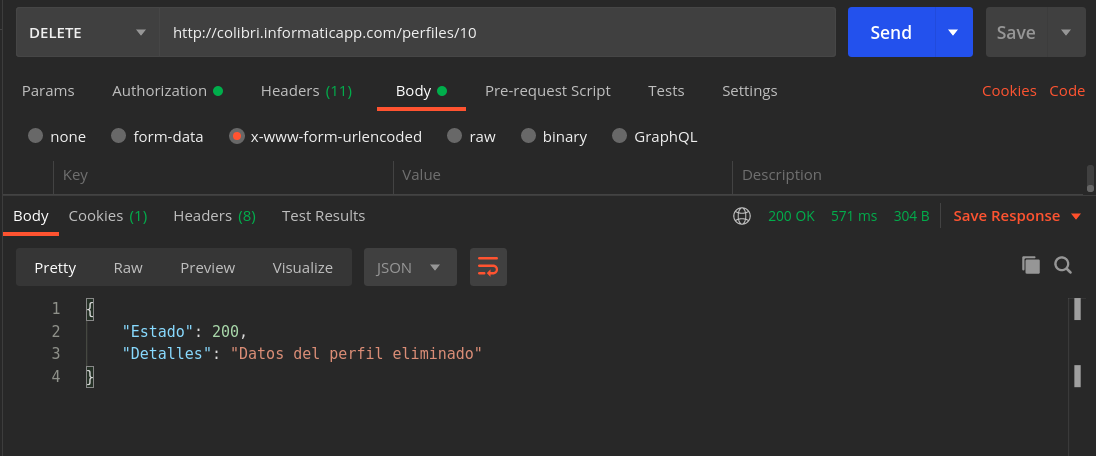 DELETE http://colibri.informaticapp.com/perfiles/10 Send Save
Params Authorization Headers (11) Body Pre-request Script Tests Settings Cookies Code
none form-data x-www-form-urlencoded raw binary GraphQL
Key Value Description
Body Cookies (1) Headers (8) Test Results 200 OK 571 ms 304 B Save Response
Pretty Raw Preview Visualize JSON
1 {
2 "Estado": 200,
3 "Detalles": "Datos del perfil eliminado"
4 }